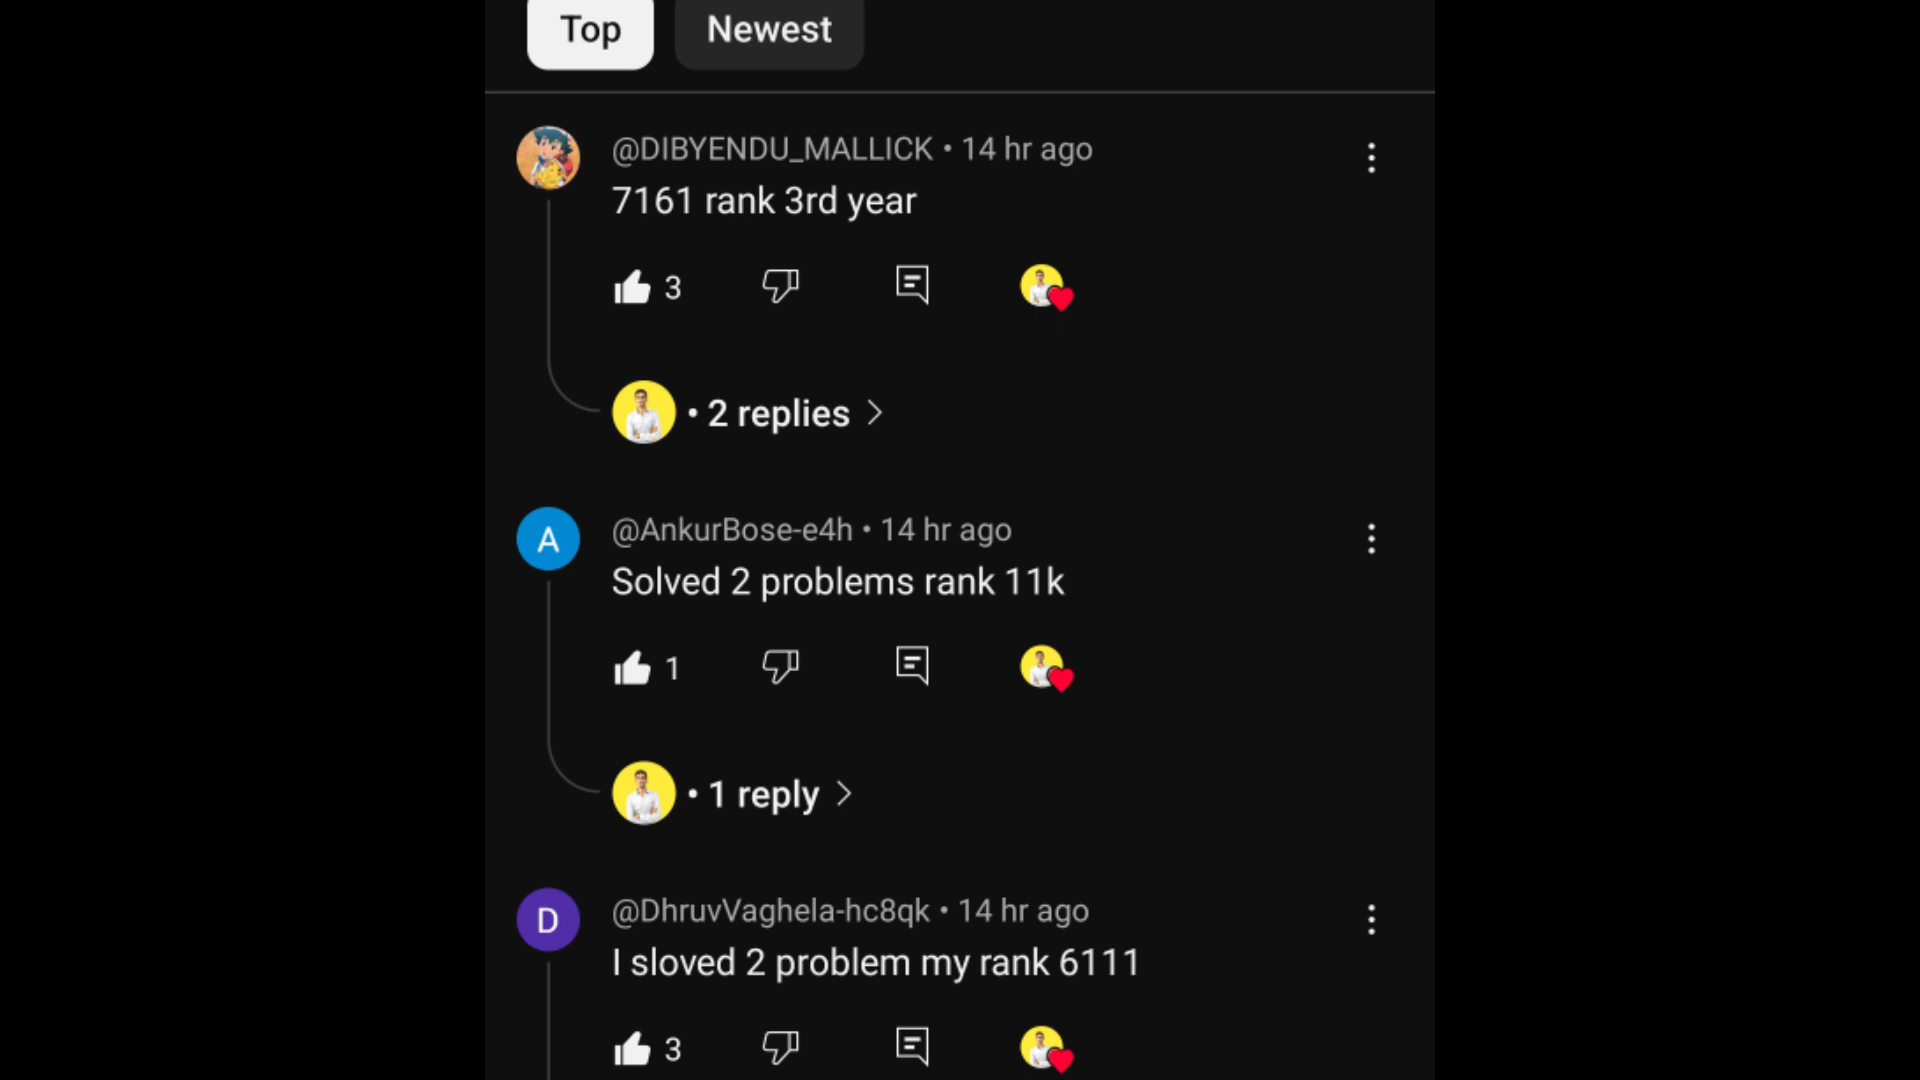 Top Newest
@DIBYENDU_MALLICK • 14 hr ago
7161 rank 3rd year
3
• 2 replies >
A @AnkurBose-e4h • 14 hr ago
Solved 2 problems rank 11k
1
• 1 reply >
D @DhruvVaghela-hc8qk • 14 hr ago
I sloved 2 problem my rank 6111
3